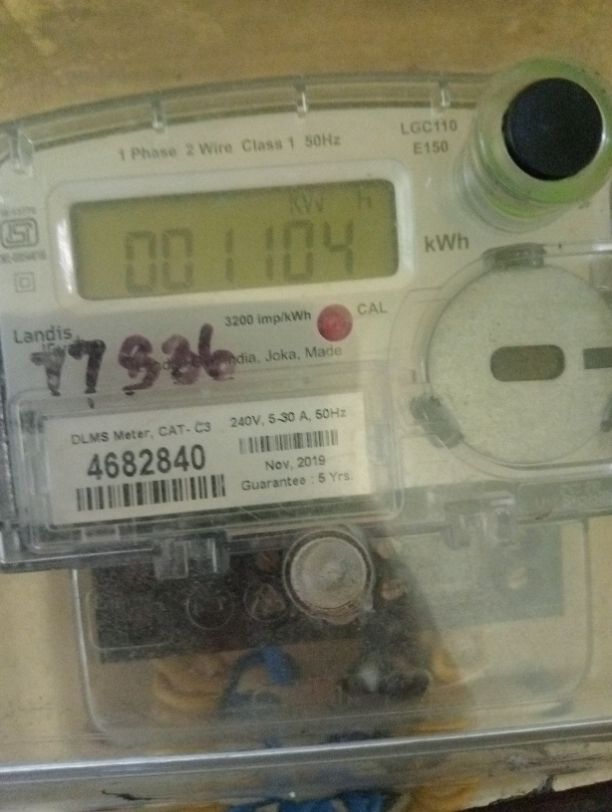 1 Phase 2 Wire Class 1 50Hz
LGC110
E150
kW h
001104
kWh
3200 imp/kWh
CAL
Landis
India, Joka, Made
DLMS Meter, CAT- C3
240V, 5-30 A, 50Hz
4682840
Nov, 2019
Guarantee : 5 Yrs.